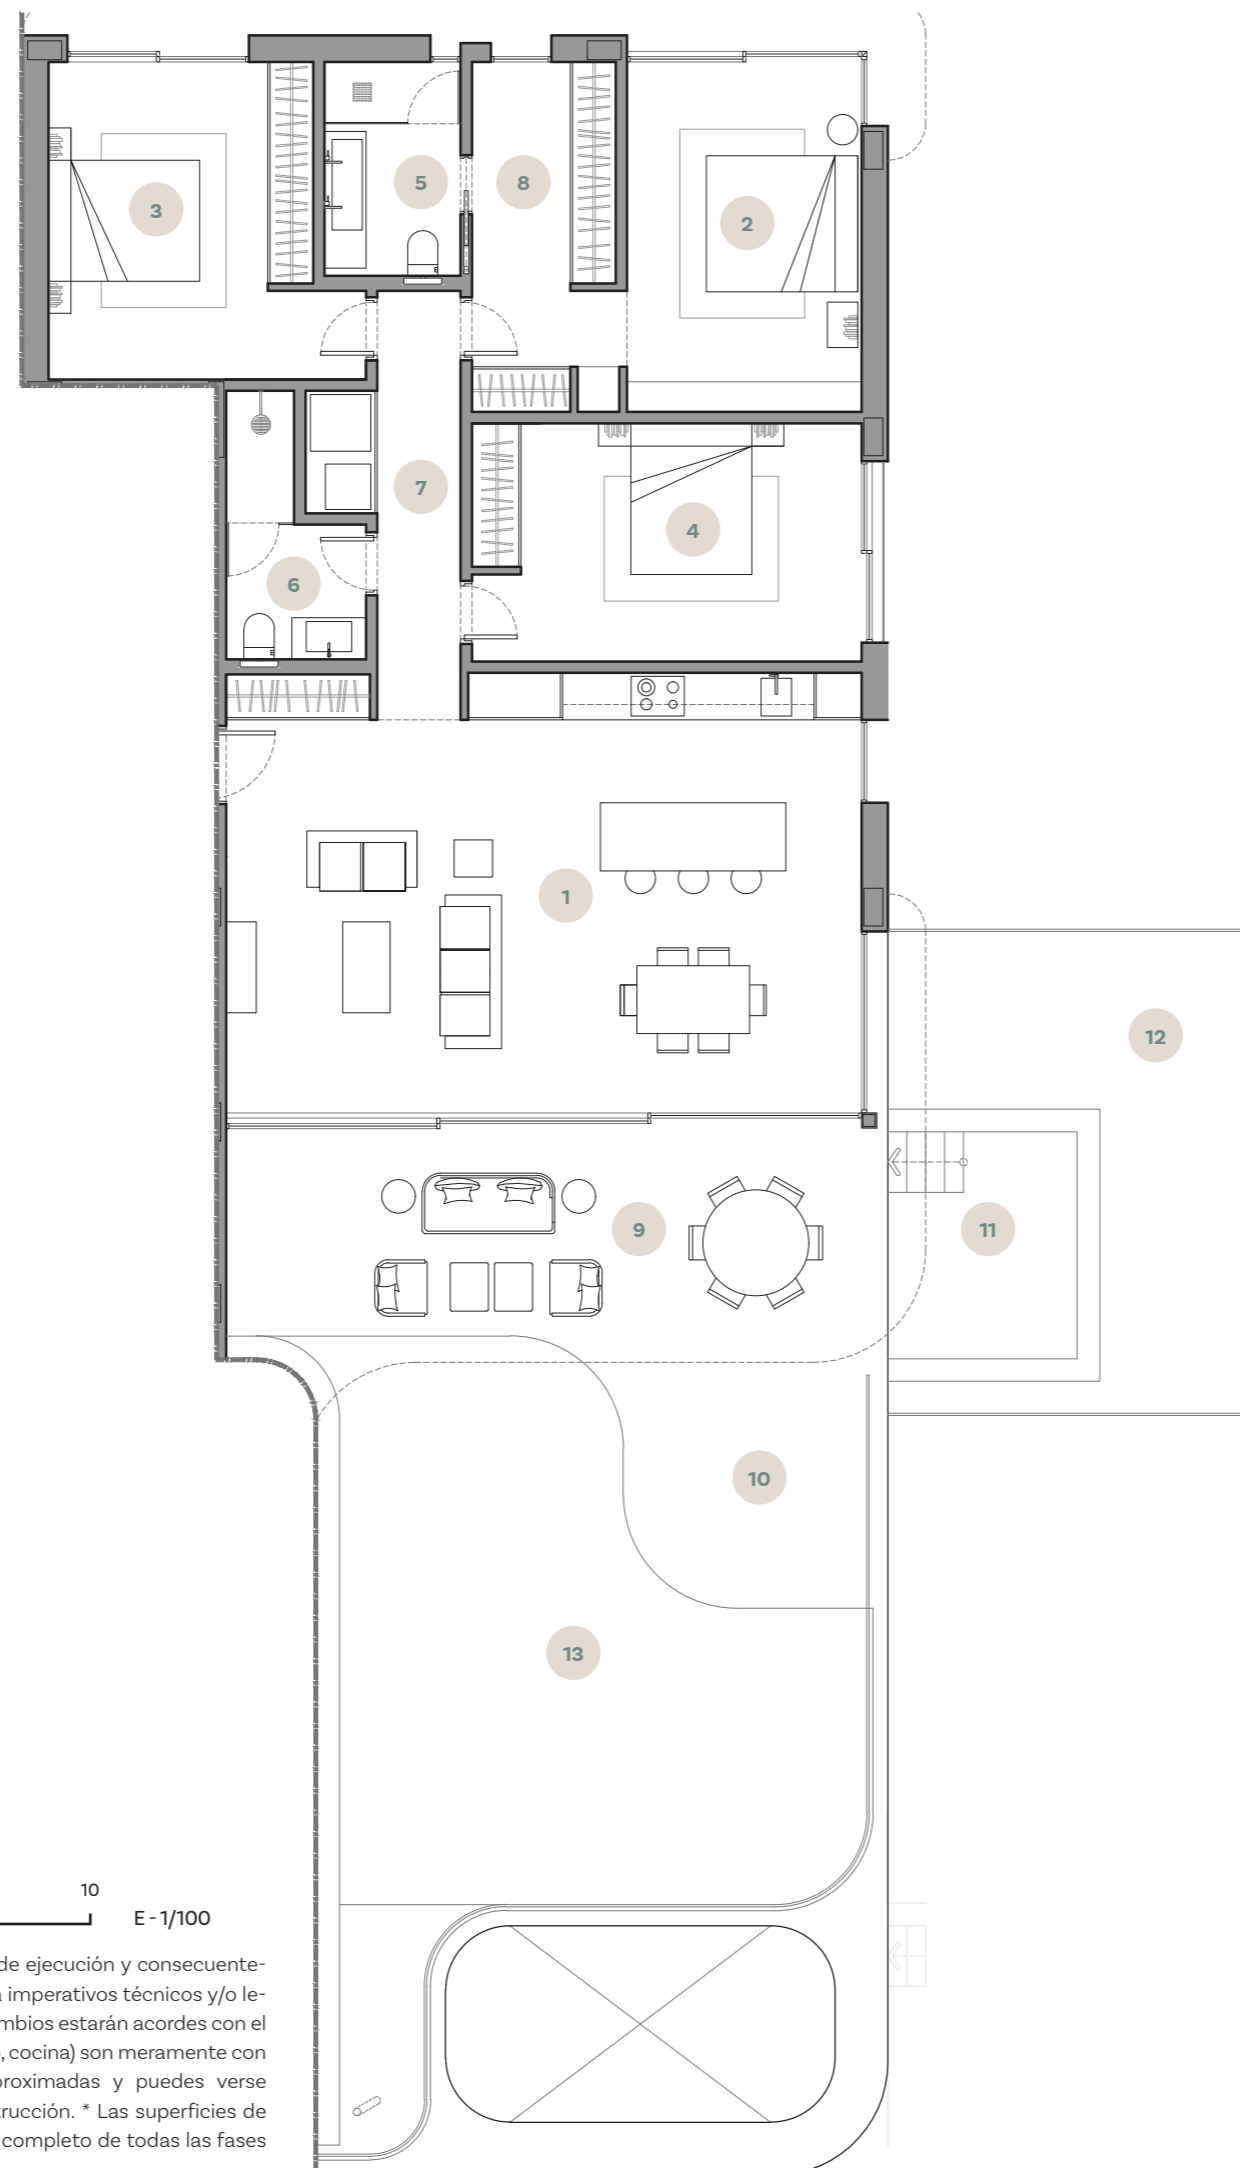 3
5
8
2
7
4
6
1
12
9
11
10
13
10
E - 1/100
de ejecución y consecuente-
imperativos técnicos y/o le-
mbios estarán acordes con el
, cocina) son meramente con
proximadas y puedes verse
trucción. * Las superficies de
completo de todas las fases